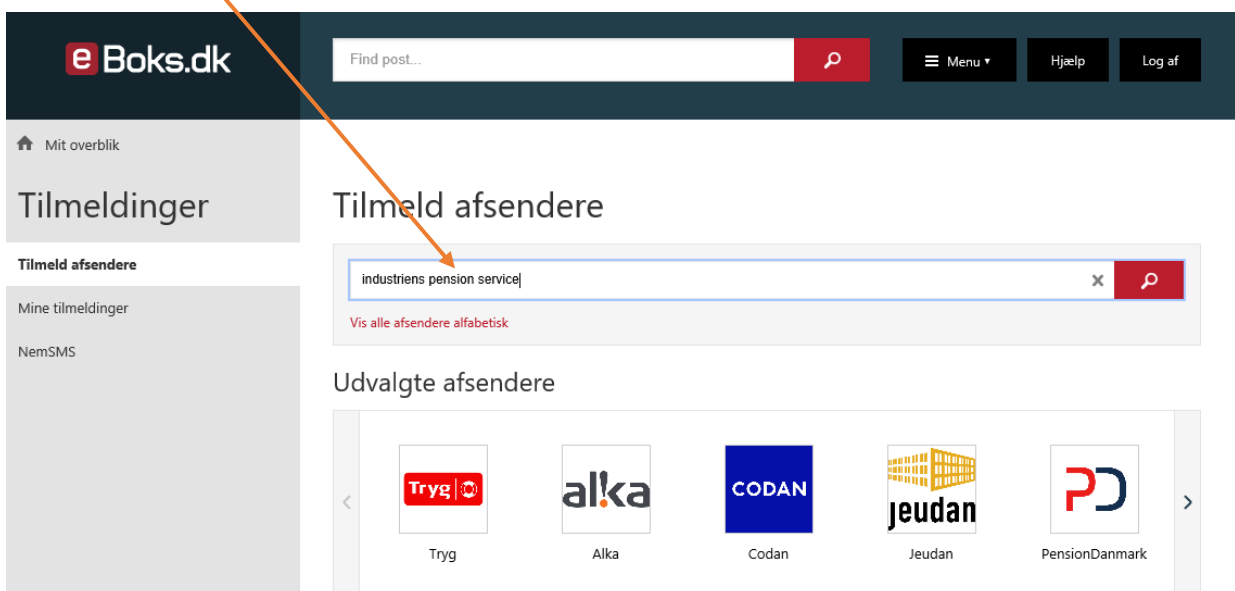 e Boks.dk
Find post...
Menu
Hjælp
Log af
Mit overblik
Tilmeldinger
Tilmeld afsendere
Mine tilmeldinger
NemSMS
Tilmeld afsendere
industriens pension service
Vis alle afsendere alfabetisk
Udvalgte afsendere
Tryg
alka
CODAN
jeudan
PD
Tryg
Alka
Codan
Jeudan
PensionDanmark